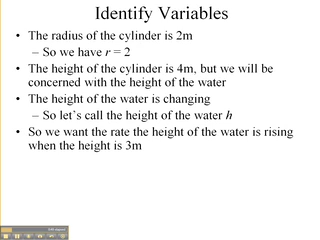 Identify Variables
• The radius of the cylinder is 2m
– So we have r = 2
• The height of the cylinder is 4m, but we will be
concerned with the height of the water
• The height of the water is changing
– So let's call the height of the water h
• So we want the rate the height of the water is rising
when the height is 3m